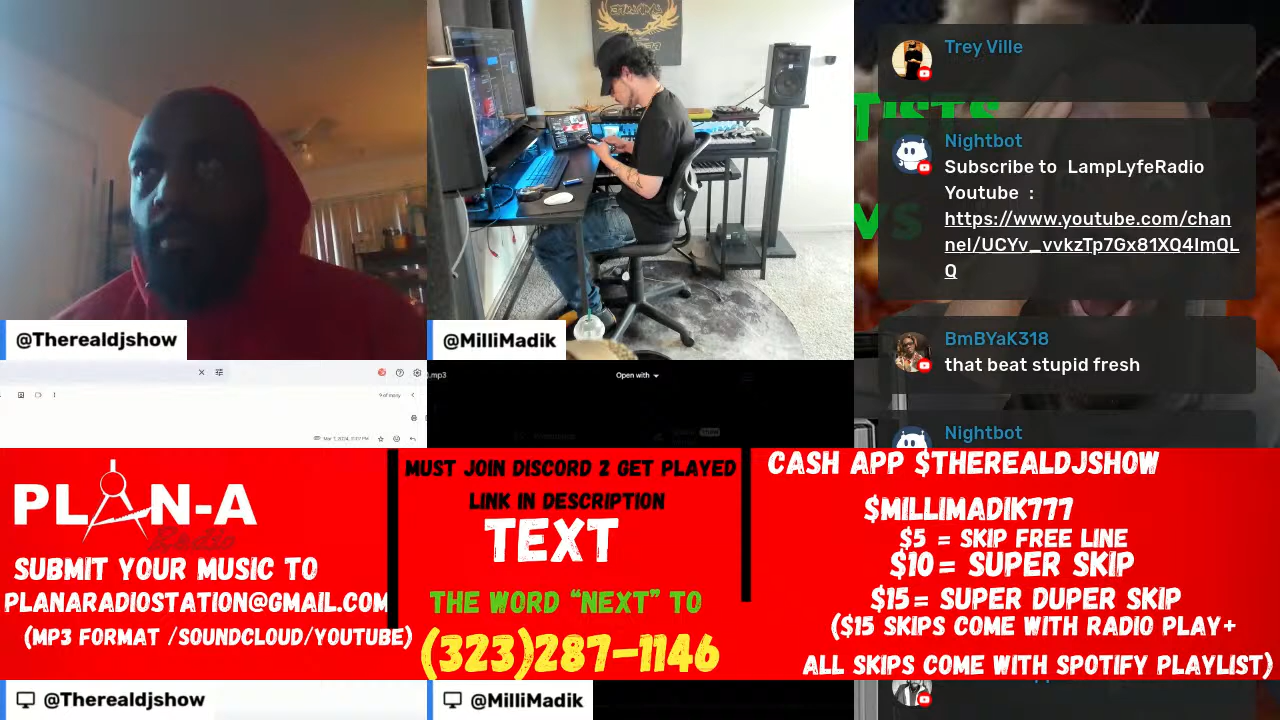 @Therealdjshow
@MilliMadik
TISTS
VS
Trey Ville
Nightbot
Subscribe to LampLyfeRadio
Youtube :
https://www.youtube.com/chan
nel/UCYv_vvkzTp7Gx81XQ4ImQL
Q
BmBYaK318
that beat stupid fresh
Nightbot
.mp3
Open with
PLAN-A
Radio
SUBMIT YOUR MUSIC TO
PLANARADIOSTATION@GMAIL.COM
(MP3 FORMAT /SOUNDCLOUD/YOUTUBE)
MUST JOIN DISCORD 2 GET PLAYED
LINK IN DESCRIPTION
TEXT
THE WORD “NEXT” TO
(323)287-1146
CASH APP $THEREALDJSHOW
$MILLIMADIK777
$5 = SKIP FREE LINE
$10 = SUPER SKIP
$15= SUPER DUPER SKIP
($15 SKIPS COME WITH RADIO PLAY+
ALL SKIPS COME WITH SPOTIFY PLAYLIST)
@Therealdjshow
@MilliMadik